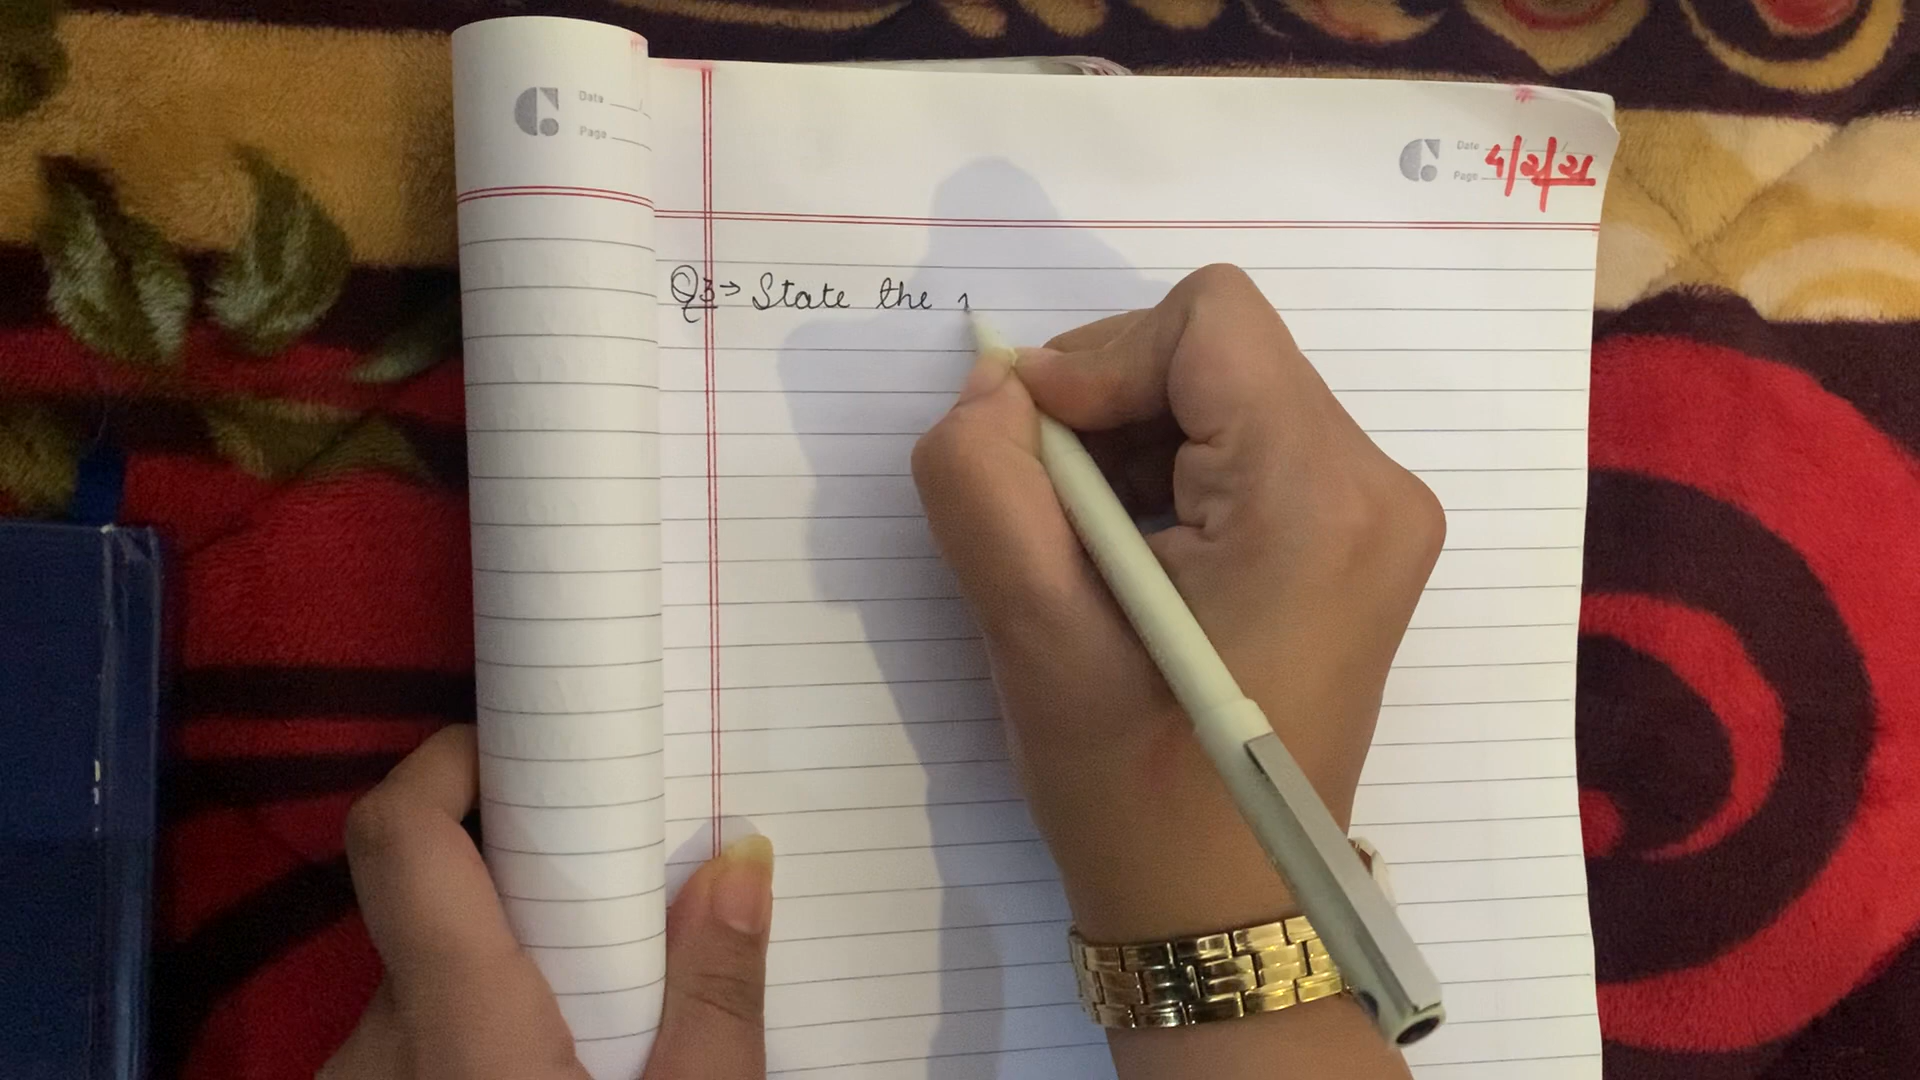 Date
Page
Date 4/2/21
Page
Q3→ State the